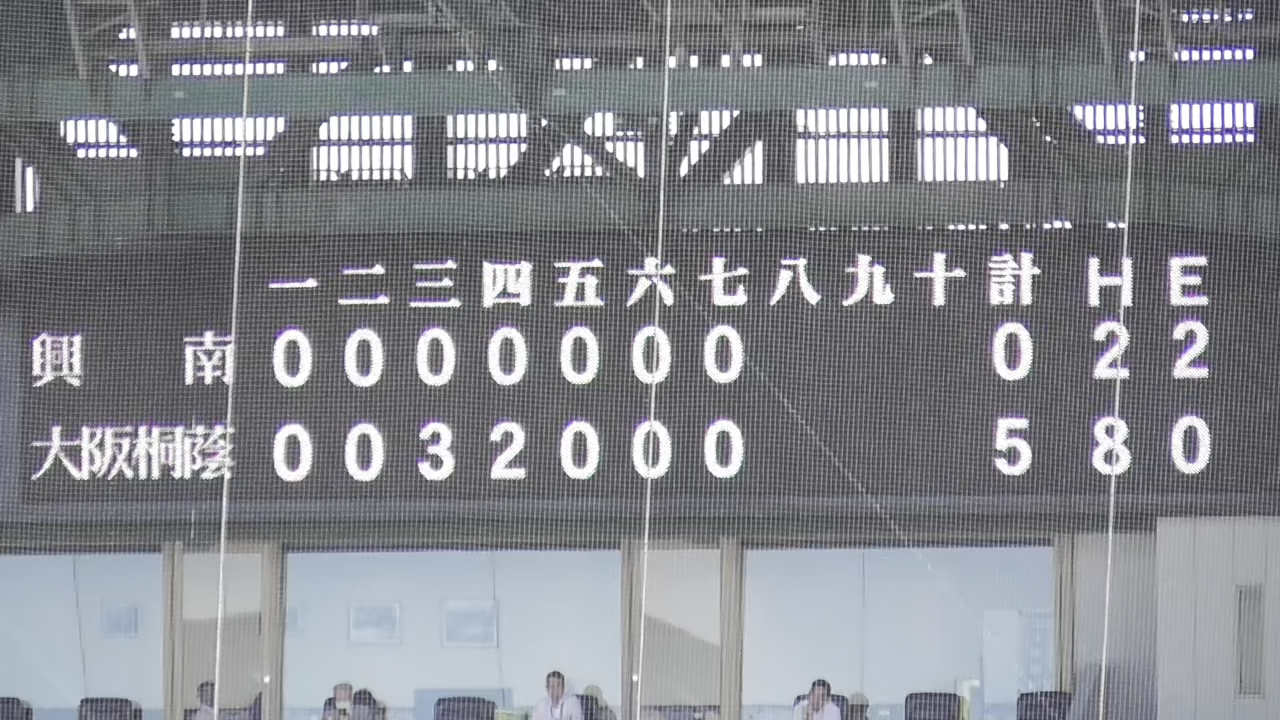 一 二 三 四 五 六 七 八 九 十 計 H E
興 南 0 0 0 0 0 0 0 0 2 2
大阪桐蔭 0 0 3 2 0 0 0 5 8 0